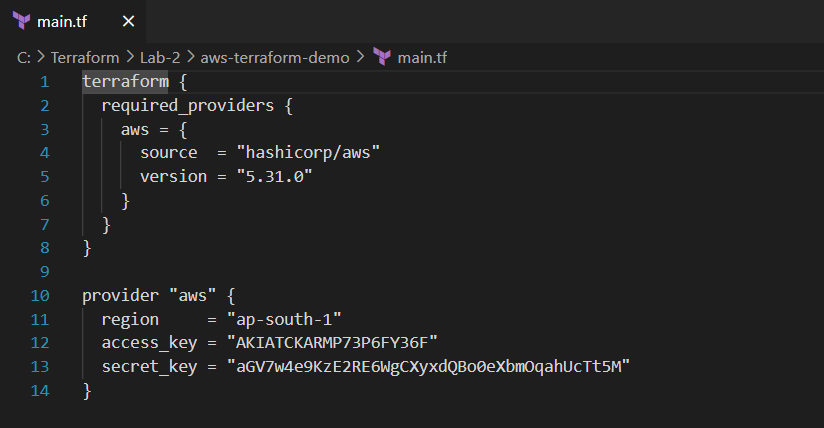 main.tf ×
C: > Terraform > Lab-2 > aws-terraform-demo > main.tf
1 terraform {
2   required_providers {
3     aws = {
4       source  = "hashicorp/aws"
5       version = "5.31.0"
6     }
7   }
8 }
9
10 provider "aws" {
11   region     = "ap-south-1"
12   access_key = "AKIATCKARMP73P6FY36F"
13   secret_key = "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"
14 }